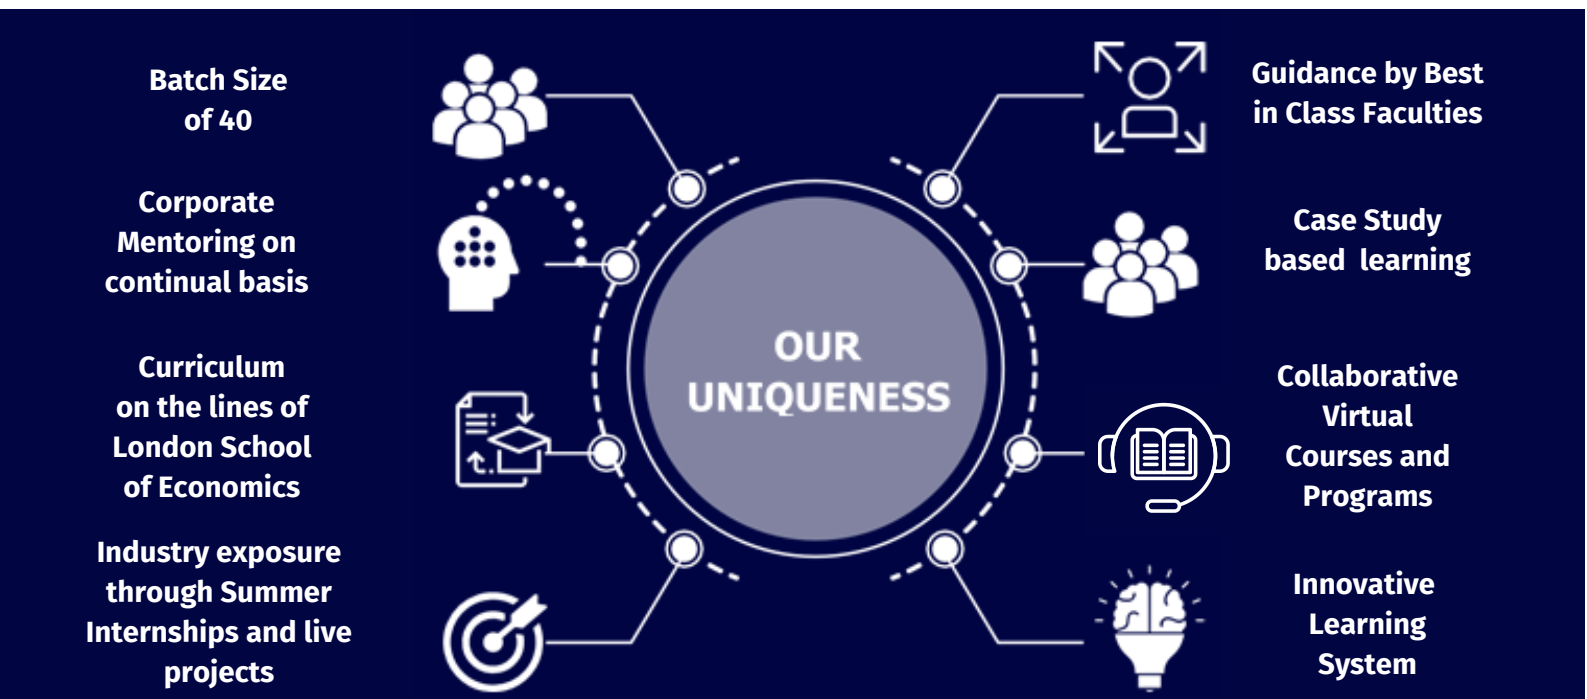 Batch Size
of 40
Corporate
Mentoring on
continual basis
Curriculum
on the lines of
London School
of Economics
Industry exposure
through Summer
Internships and live
projects
OUR
UNIQUENESS
Guidance by Best
in Class Faculties
Case Study
based learning
Collaborative
Virtual
Courses and
Programs
Innovative
Learning
System